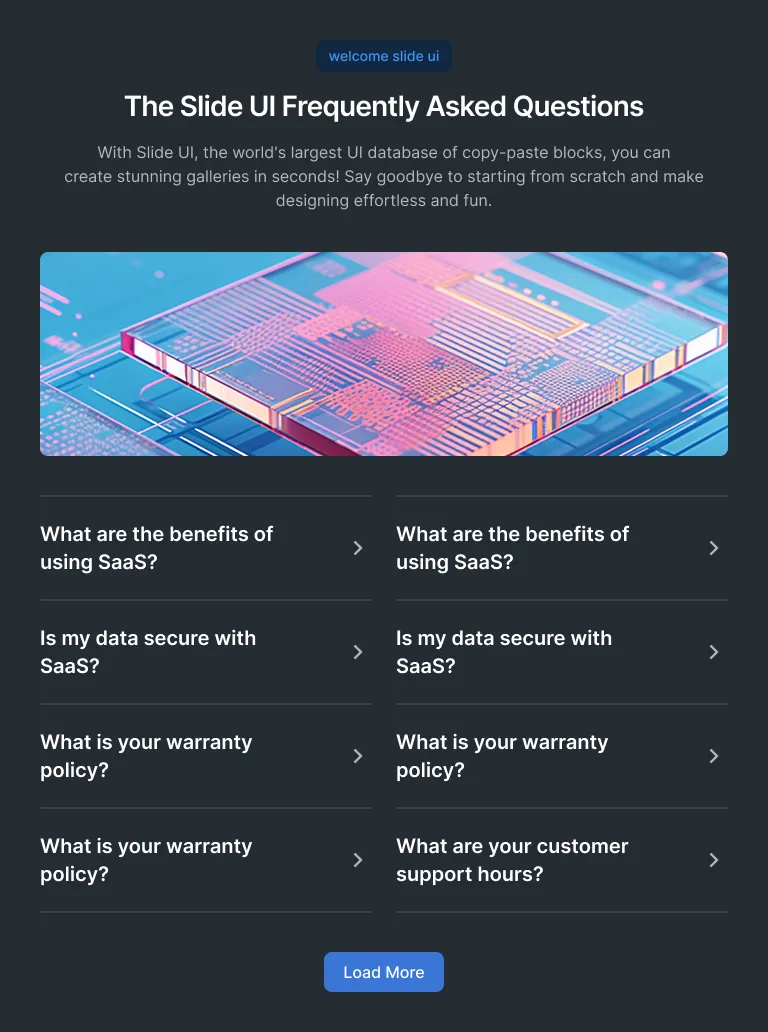 welcome slide ui
The Slide UI Frequently Asked Questions
With Slide UI, the world's largest UI database of copy-paste blocks, you can
create stunning galleries in seconds! Say goodbye to starting from scratch and make
designing effortless and fun.
What are the benefits of
using SaaS?
What are the benefits of
using SaaS?
Is my data secure with
SaaS?
Is my data secure with
SaaS?
What is your warranty
policy?
What is your warranty
policy?
What is your warranty
policy?
What are your customer
support hours?
Load More